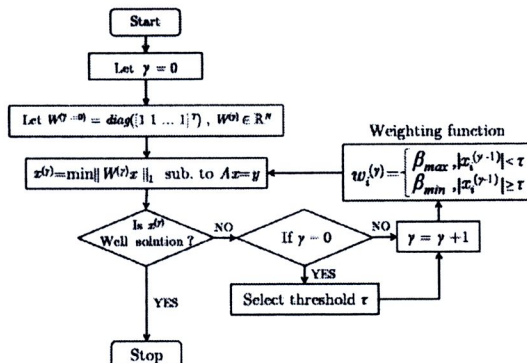 Start
Let γ = 0
Let W^(γ=0) = diag([1 1 ... 1]^T) , W^(γ) ∈ ℝ^n
Weighting function
x^(γ)=min‖ W^(γ)x ‖₁ sub. to Ax=y
w_i^(γ)={ β_max ,|x_i^(γ-1)|< τ
β_min ,|x_i^(γ-1)|≥ τ
Is x^(γ)
Well solution ?
NO
If γ = 0
NO
γ = γ +1
YES
Select threshold τ
YES
Stop